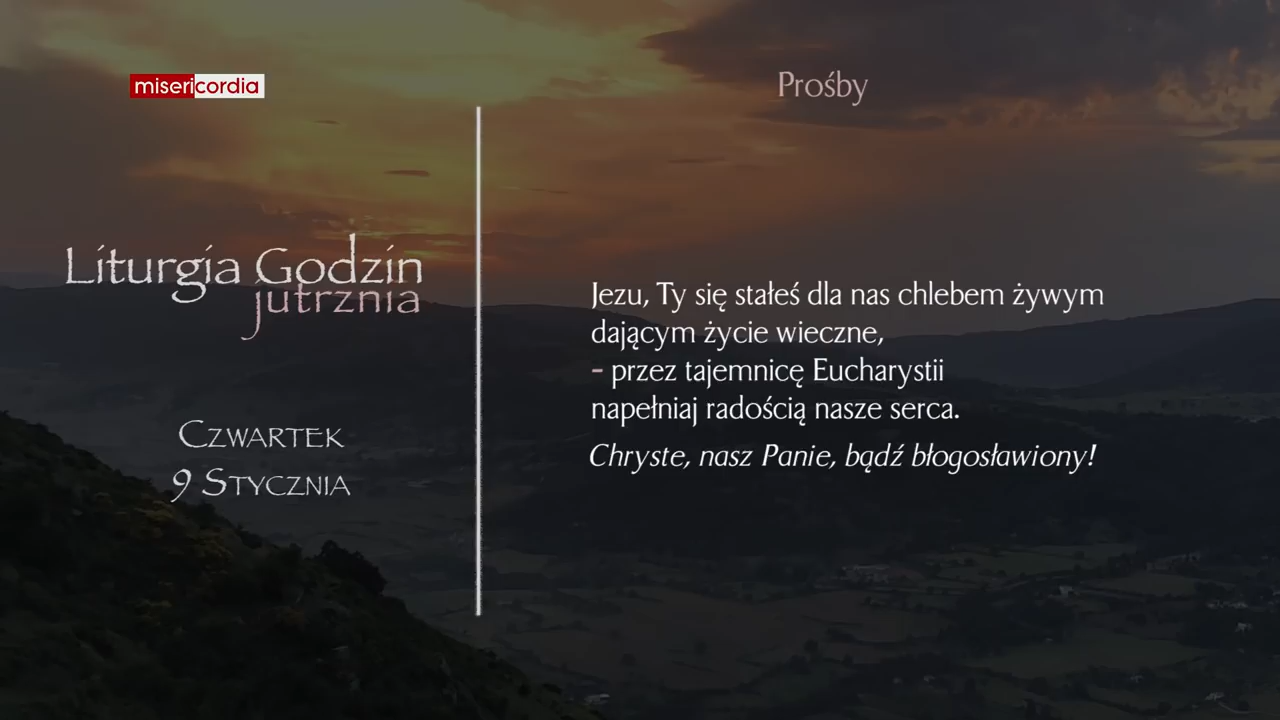 misericordia
Liturgia Godzin
jutrznia
Czwartek
9 Stycznia
Prośby
Jezu, Ty się stałeś dla nas chlebem żywym
dającym życie wieczne,
- przez tajemnicę Eucharystii
napełniaj radością nasze serca.
Chryste, nasz Panie, bądź błogosławiony!